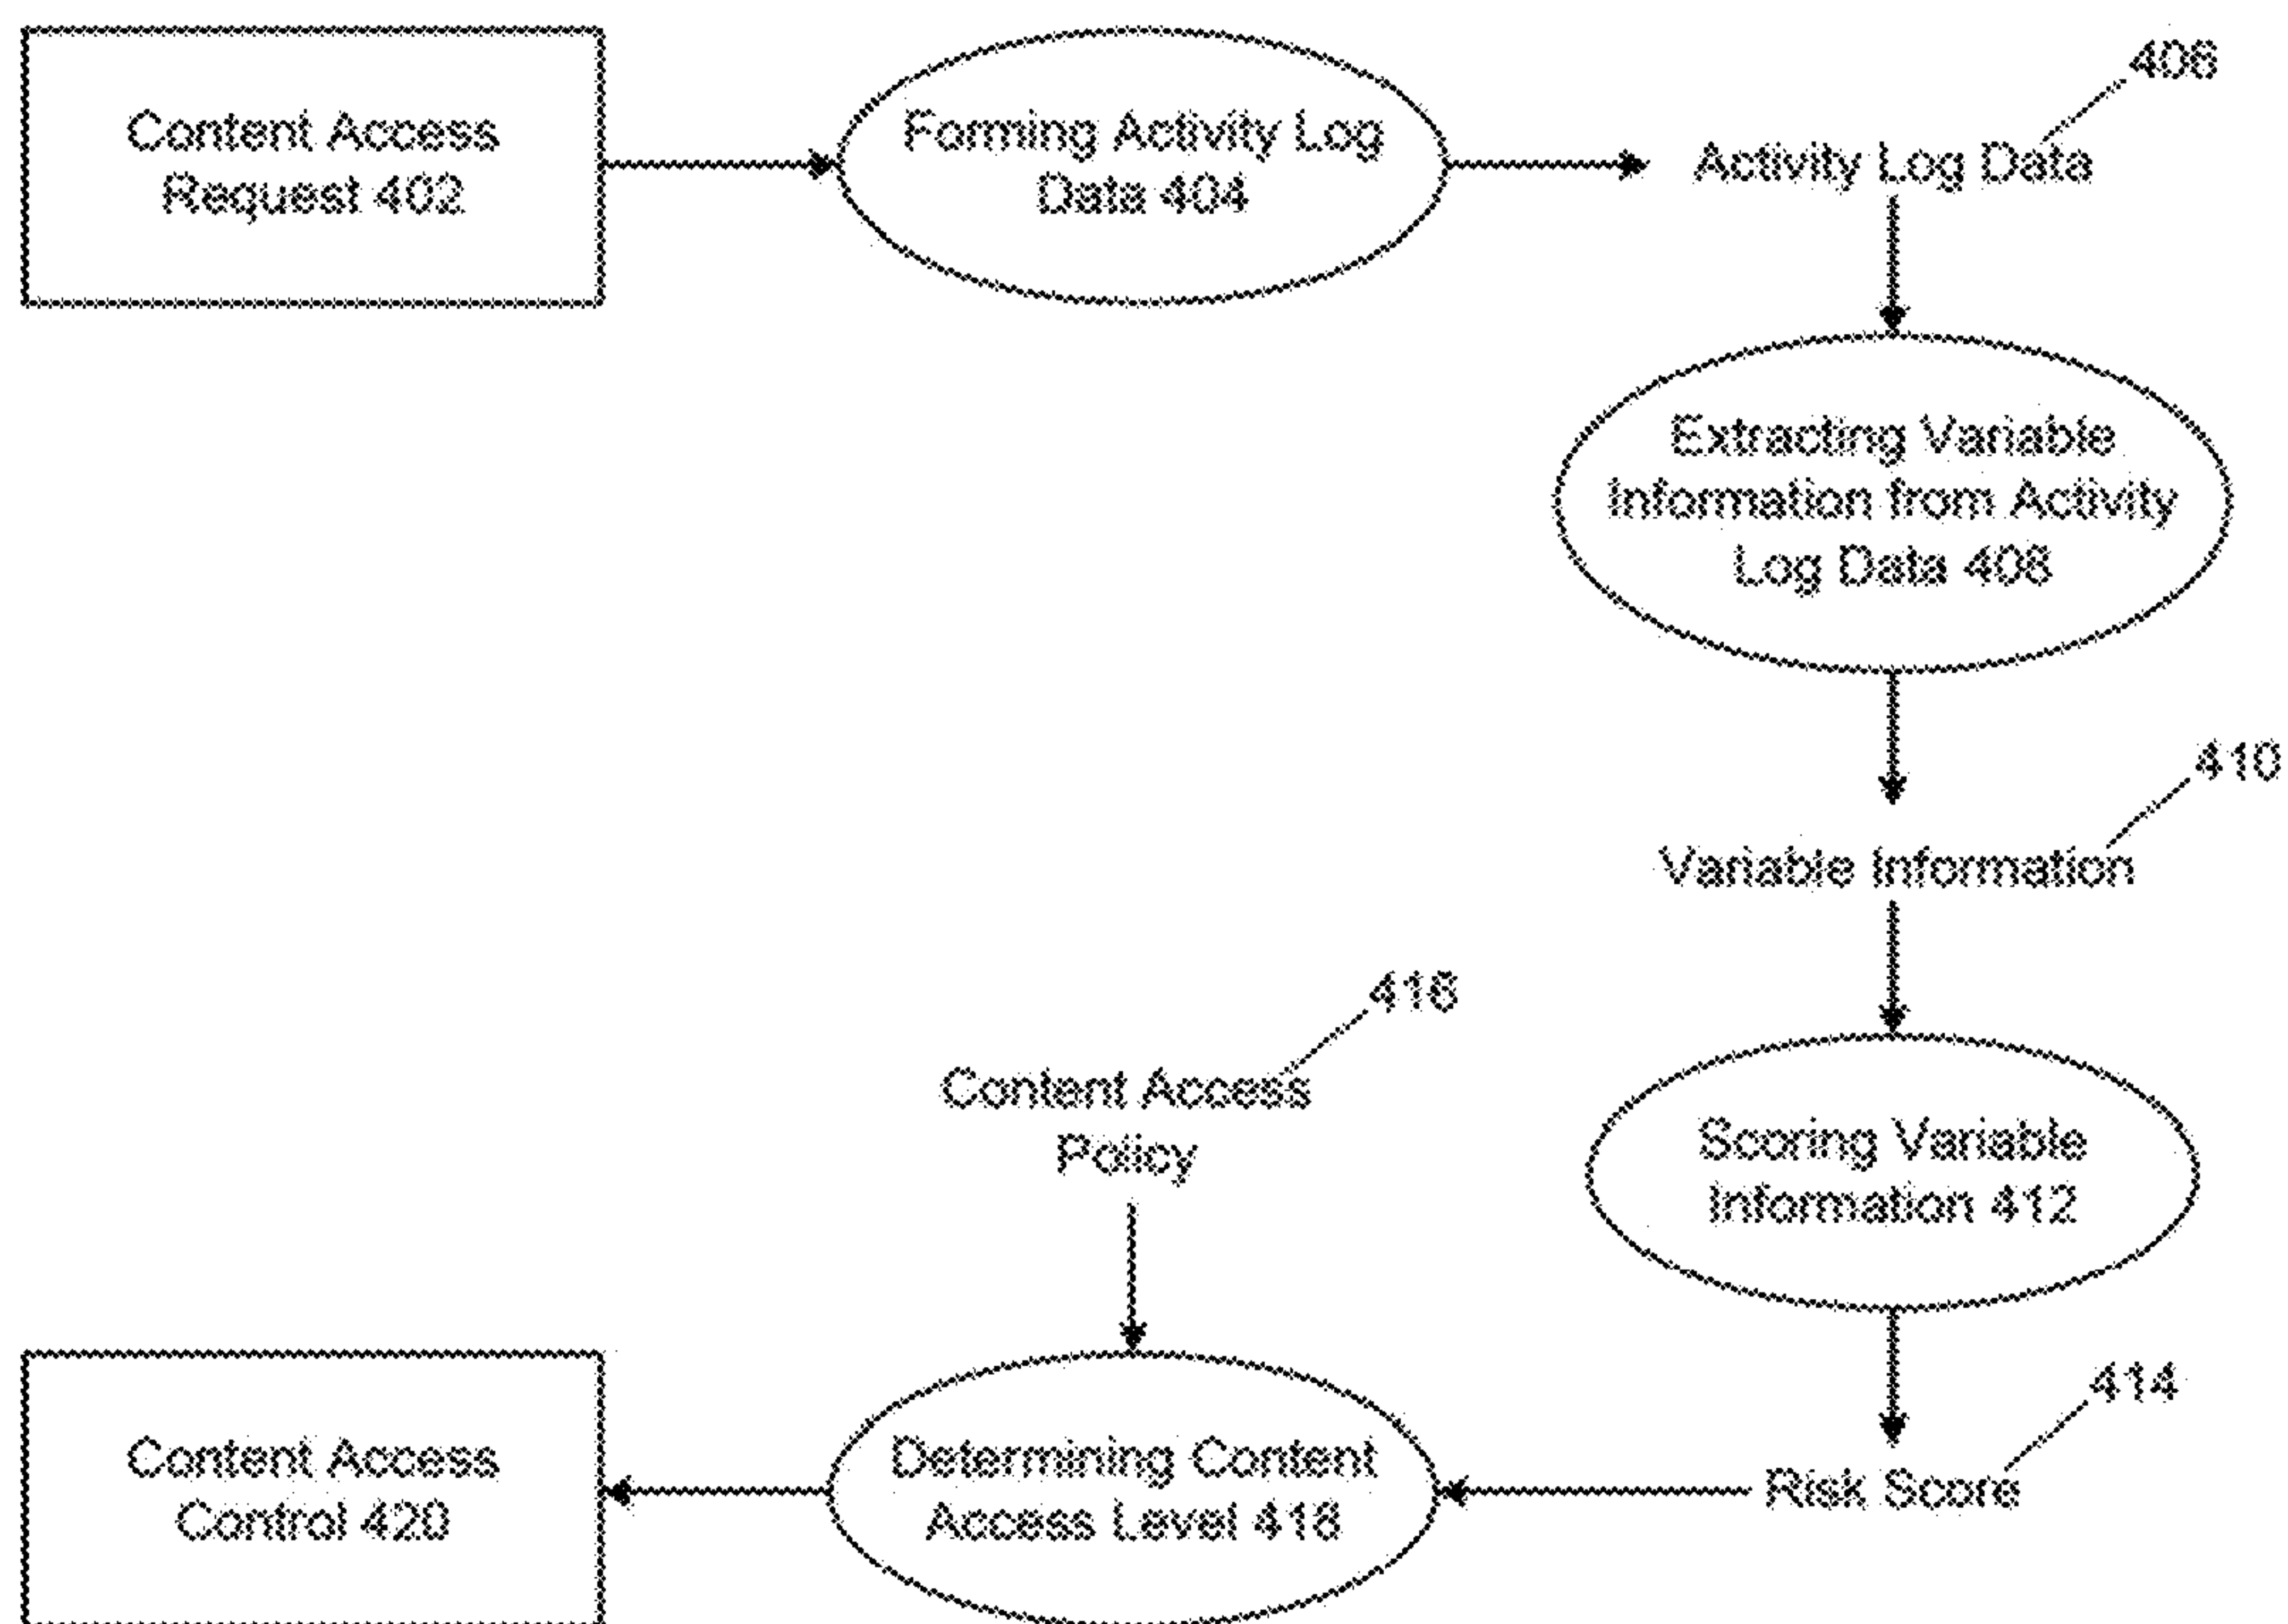 Content Access
Request 402
Forming Activity Log
Data 404
406
Activity Log Data
Extracting Variable
Information from Activity
Log Data 408
410
Variable Information
Scoring Variable
Information 412
414
Risk Score
416
Content Access
Policy
Determining Content
Access Level 418
Content Access
Control 420